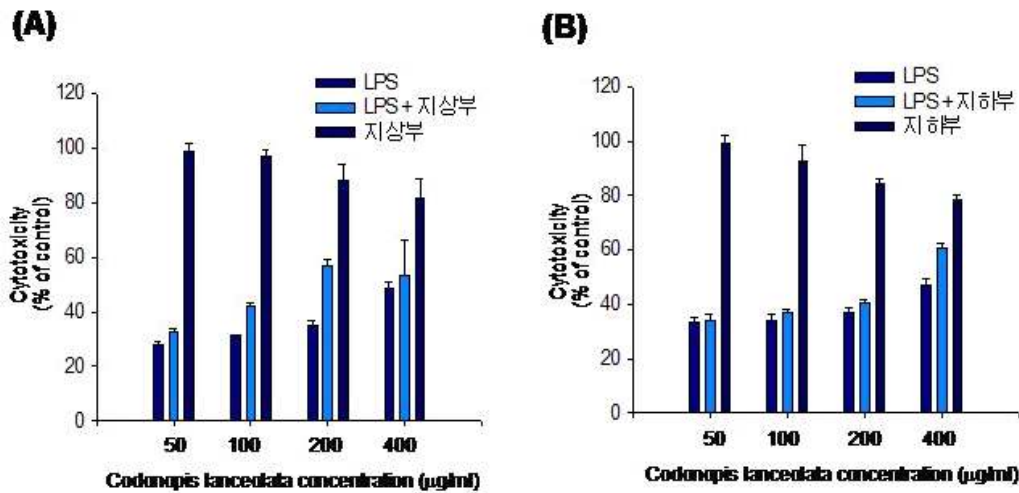 (A)
LPS
LPS + 지상부
지상부
120
100
80
60
40
20
0
Cytotoxicity
(% of control)
50 100 200 400
Codonopis lanceolata concentration (μg/ml)
(B)
LPS
LPS + 지하부
지하부
120
100
80
60
40
20
0
Cytotoxicity
(% of control)
50 100 200 400
Codonopis lanceolata concentration (μg/ml)